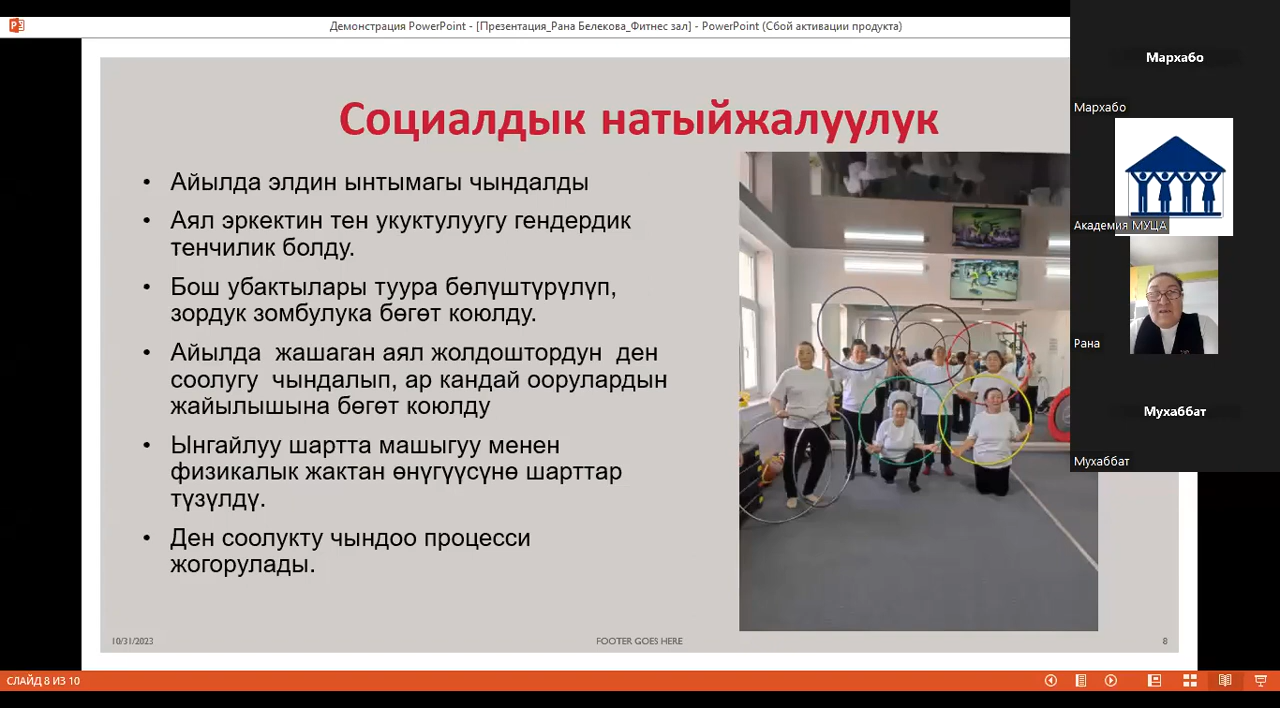 Демонстрация PowerPoint - [Презентация_Рана Белекова_Фитнес зал] - PowerPoint (Сбой активации продукта)
Социалдык натыйжалуулук
• Айылда элдин ынтымагы чындалды
• Аял эркектин тен укуктулуугу гендердик
тенчилик болду.
• Бош убактылары туура бөлүштүрүлүп,
зордук зомбулука бөгөт коюлду.
• Айылда жашаган аял жолдоштордун ден
соолугу чындалып, ар кандай оорулардын
жайылышына бөгөт коюлду
• Ынгайлуу шартта машыгуу менен
физикалык жактан өнүгүүсүнө шарттар
түзүлдү.
• Ден соолукту чындоо процесси
жогорулады.
10/31/2023
FOOTER GOES HERE
8
СЛАЙД 8 ИЗ 10
Мархабо
Мархабо
Академия МУЦА
Рана
Мухаббат
Мухаббат